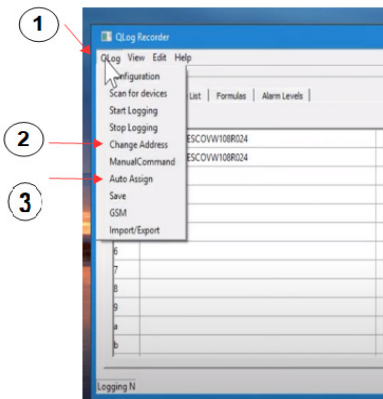 1
QLog Recorder
QLog View Edit Help
Configuration
Scan for devices
List Formulas Alarm Levels
Start Logging
Stop Logging
2
Change Address
ESCOVW108R024
ManualCommand
ESCOVW108R024
Auto Assign
3
Save
GSM
Import/Export
6
7
8
9
a
b
Logging N